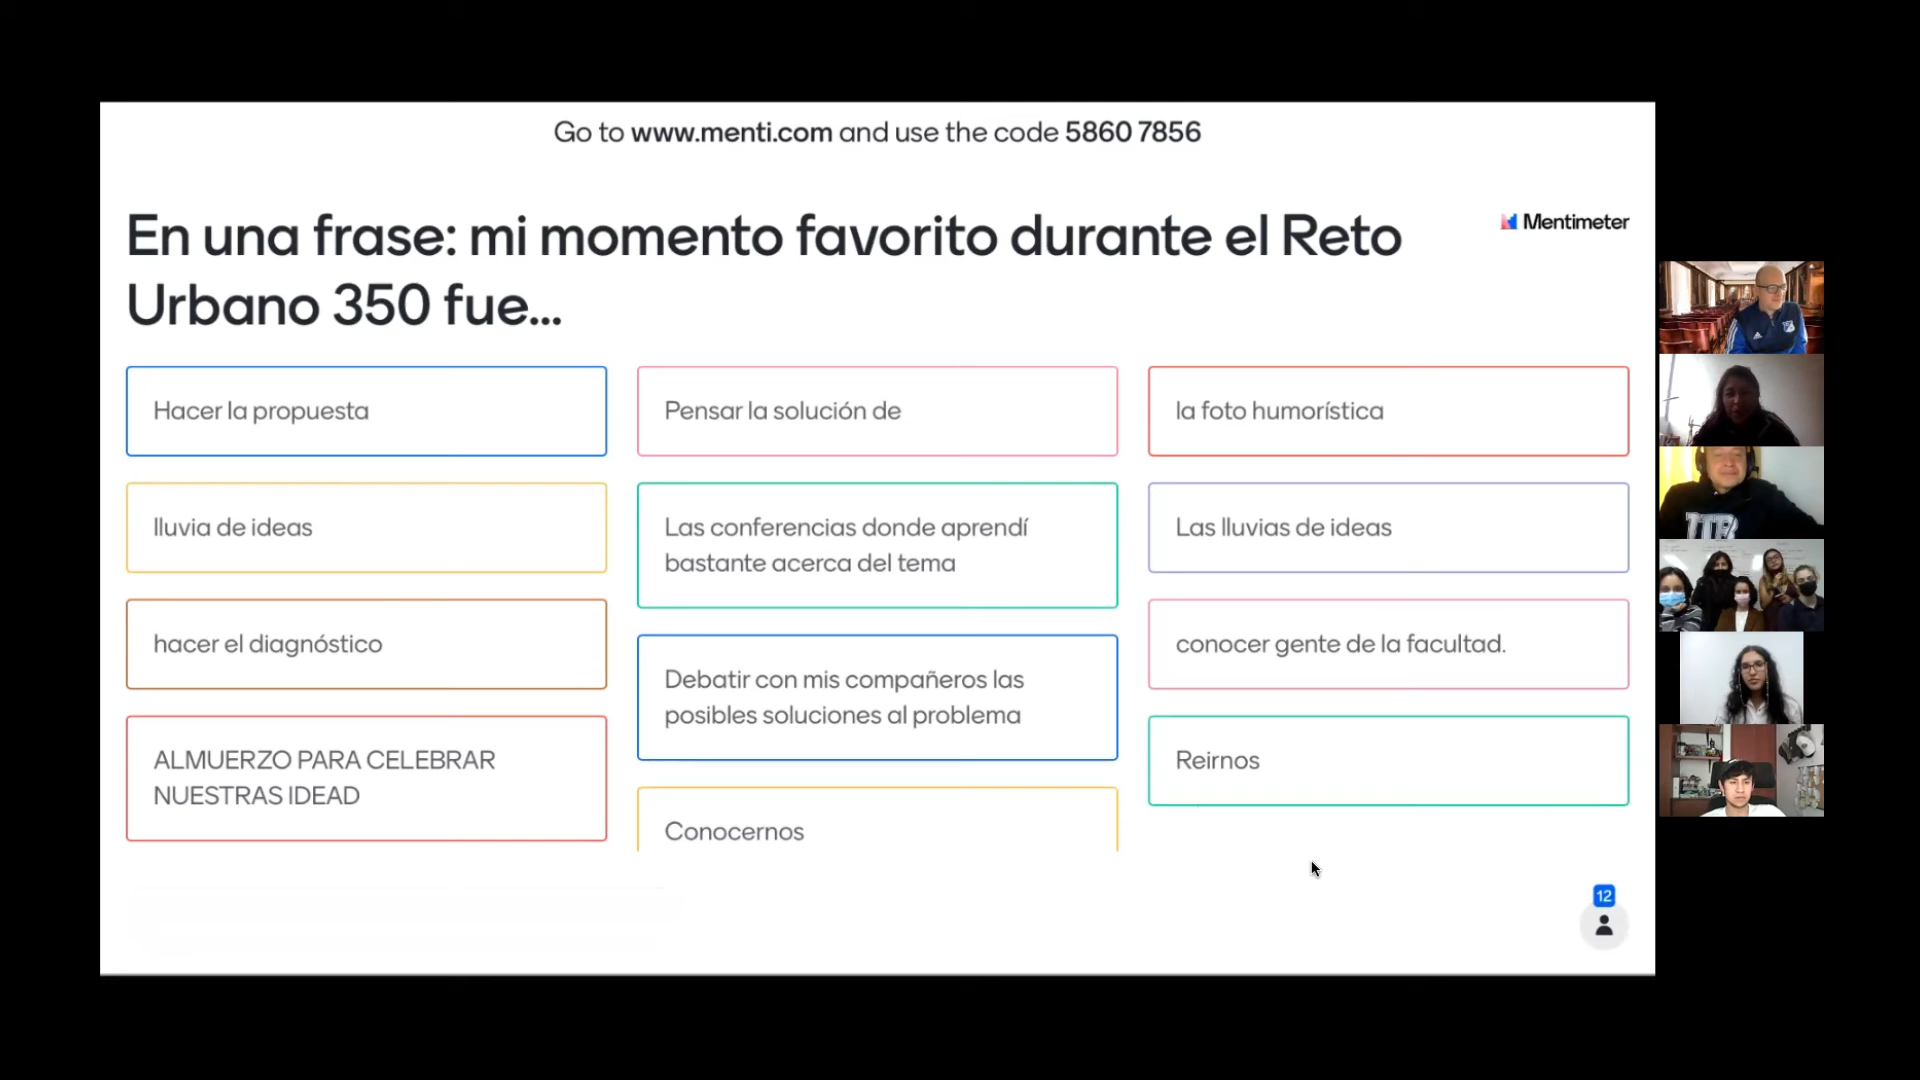 Go to www.menti.com and use the code 5860 7856
Mentimeter
En una frase: mi momento favorito durante el Reto
Urbano 350 fue...
Hacer la propuesta
lluvia de ideas
hacer el diagnóstico
ALMUERZO PARA CELEBRAR
NUESTRAS IDEAD
Pensar la solución de
Las conferencias donde aprendí
bastante acerca del tema
Debatir con mis compañeros las
posibles soluciones al problema
Conocernos
la foto humorística
Las lluvias de ideas
conocer gente de la facultad.
Reirnos
12